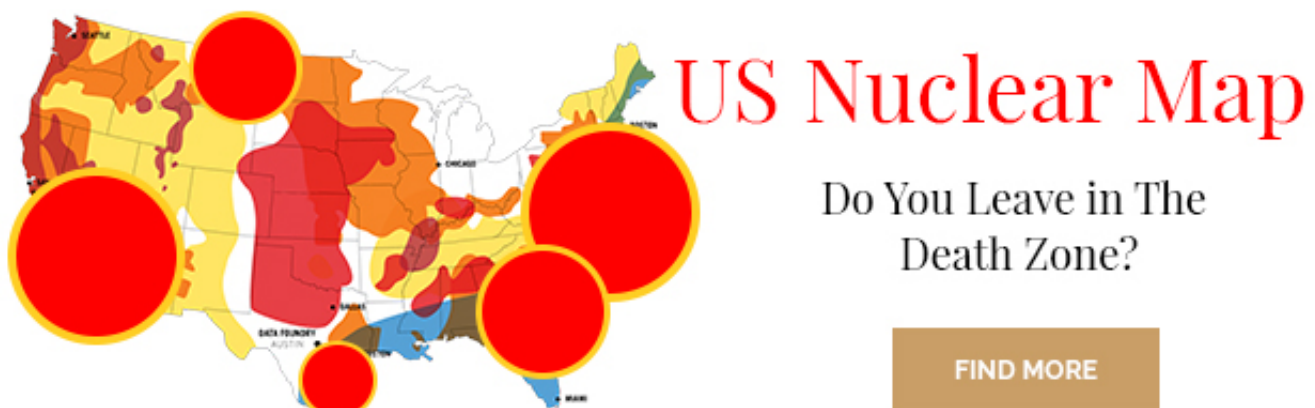 SEATTLE
US Nuclear Map
BOSTON
CHICAGO
Do You Leave in The
Death Zone?
DALLAS
DATA FOUNDRY
AUSTIN
FIND MORE
MIAMI